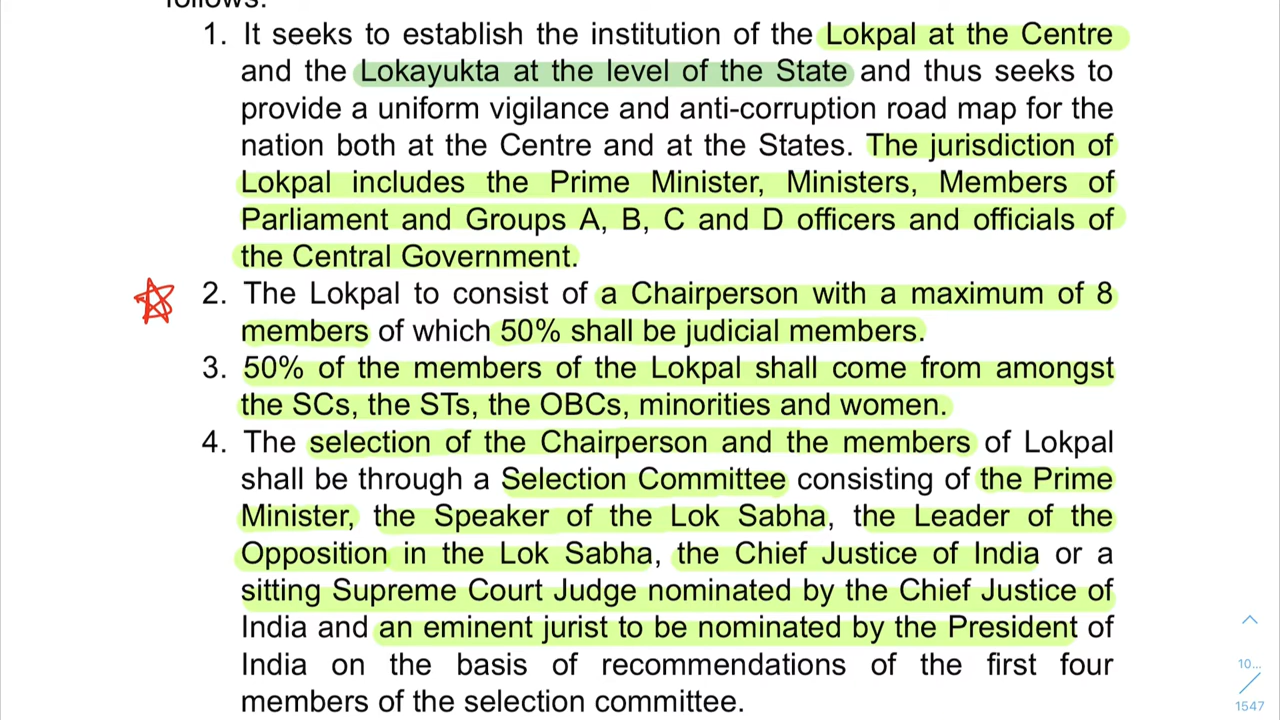 follows:
1. It seeks to establish the institution of the Lokpal at the Centre
and the Lokayukta at the level of the State and thus seeks to
provide a uniform vigilance and anti-corruption road map for the
nation both at the Centre and at the States. The jurisdiction of
Lokpal includes the Prime Minister, Ministers, Members of
Parliament and Groups A, B, C and D officers and officials of
the Central Government.
2. The Lokpal to consist of a Chairperson with a maximum of 8
members of which 50% shall be judicial members.
3. 50% of the members of the Lokpal shall come from amongst
the SCs, the STs, the OBCs, minorities and women.
4. The selection of the Chairperson and the members of Lokpal
shall be through a Selection Committee consisting of the Prime
Minister, the Speaker of the Lok Sabha, the Leader of the
Opposition in the Lok Sabha, the Chief Justice of India or a
sitting Supreme Court Judge nominated by the Chief Justice of
India and an eminent jurist to be nominated by the President of
India on the basis of recommendations of the first four
members of the selection committee.
10...
1547